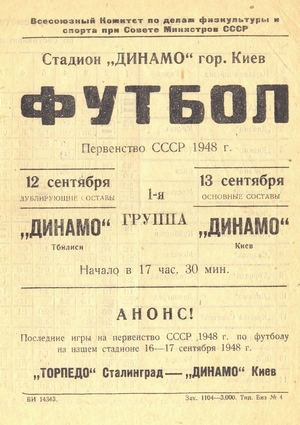 Всесоюзный Комитет по делам физкультуры и
спорта при Совете Министров СССР
Стадион „ДИНАМО“ гор. Киев
ФУТБОЛ
Первенство СССР 1948 г.
12 сентября
ДУБЛИРУЮЩИЕ СОСТАВЫ
„ДИНАМО“
Тбилиси
1-я
ГРУППА
13 сентября
ОСНОВНЫЕ СОСТАВЫ
„ДИНАМО“
Киев
Начало в 17 час. 30 мин.
АНОНС!
Последние игры на первенство СССР 1948 г. по футболу
на нашем стадионе 16—17 сентября 1948 г.
„ТОРПЕДО“ Сталинград—„ДИНАМО“ Киев
БИ 14343. Зак. 1104—3.000. Тип. Биз № 4